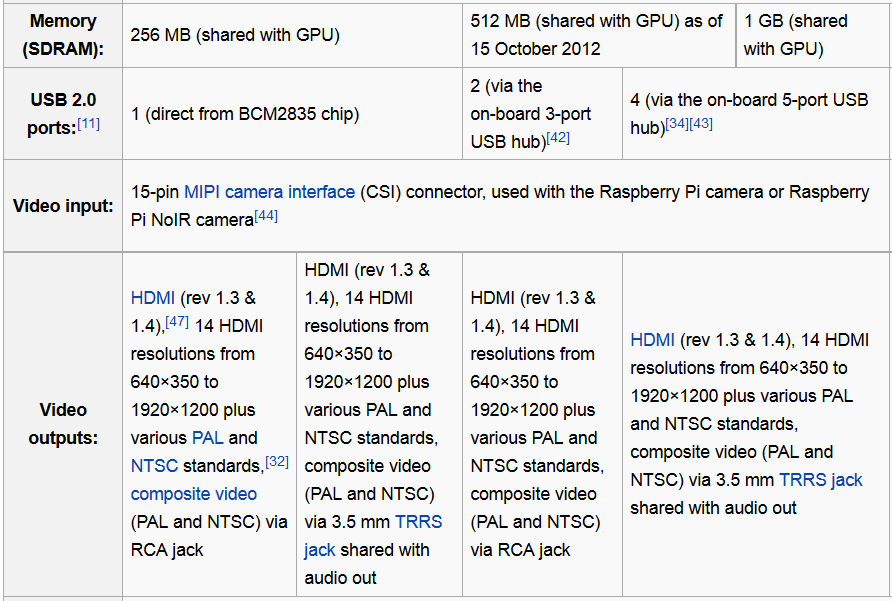 Memory
(SDRAM):
256 MB (shared with GPU)
512 MB (shared with GPU) as of
15 October 2012
1 GB (shared
with GPU)
USB 2.0
ports:[11]
1 (direct from BCM2835 chip)
2 (via the
on-board 3-port
USB hub)[42]
4 (via the on-board 5-port USB
hub)[34][43]
Video input:
15-pin MIPI camera interface (CSI) connector, used with the Raspberry Pi camera or Raspberry
Pi NoIR camera[44]
Video
outputs:
HDMI (rev 1.3 &
1.4),[47] 14 HDMI
resolutions from
640×350 to
1920×1200 plus
various PAL and
NTSC standards,[32]
composite video
(PAL and NTSC) via
RCA jack
HDMI (rev 1.3 &
1.4), 14 HDMI
resolutions from
640×350 to
1920×1200 plus
various PAL and
NTSC standards,
composite video
(PAL and NTSC)
via 3.5 mm TRRS
jack shared with
audio out
HDMI (rev 1.3 &
1.4), 14 HDMI
resolutions from
640×350 to
1920×1200 plus
various PAL and
NTSC standards,
composite video
(PAL and NTSC)
via RCA jack
HDMI (rev 1.3 & 1.4), 14 HDMI
resolutions from 640×350 to
1920×1200 plus various PAL
and NTSC standards,
composite video (PAL and
NTSC) via 3.5 mm TRRS jack
shared with audio out